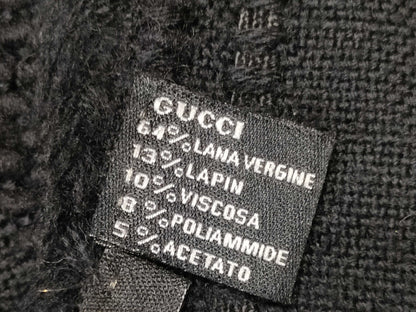 GUCCI
64%LANA VERGINE
13%LAPIN
10%VISCOSA
8%POLIAMMIDE
5%ACETATO